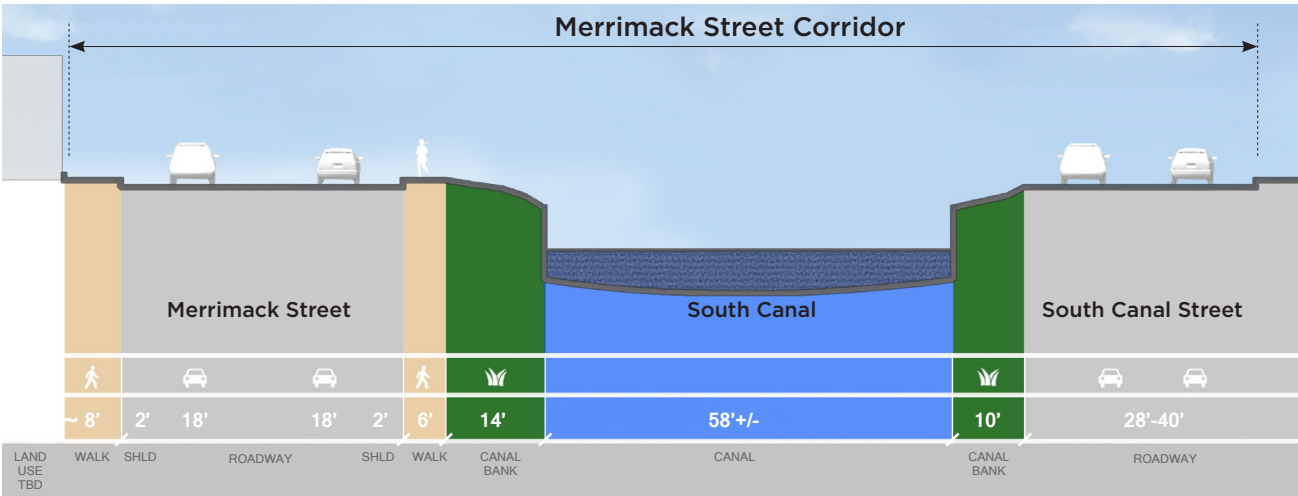 Merrimack Street Corridor
Merrimack Street
South Canal
South Canal Street
~ 8' 2' 18' 18' 2' 6' 14' 58'+/- 10' 28'-40'
LAND
USE
TBD
WALK
SHLD
ROADWAY
SHLD
WALK
CANAL
BANK
CANAL
CANAL
BANK
ROADWAY